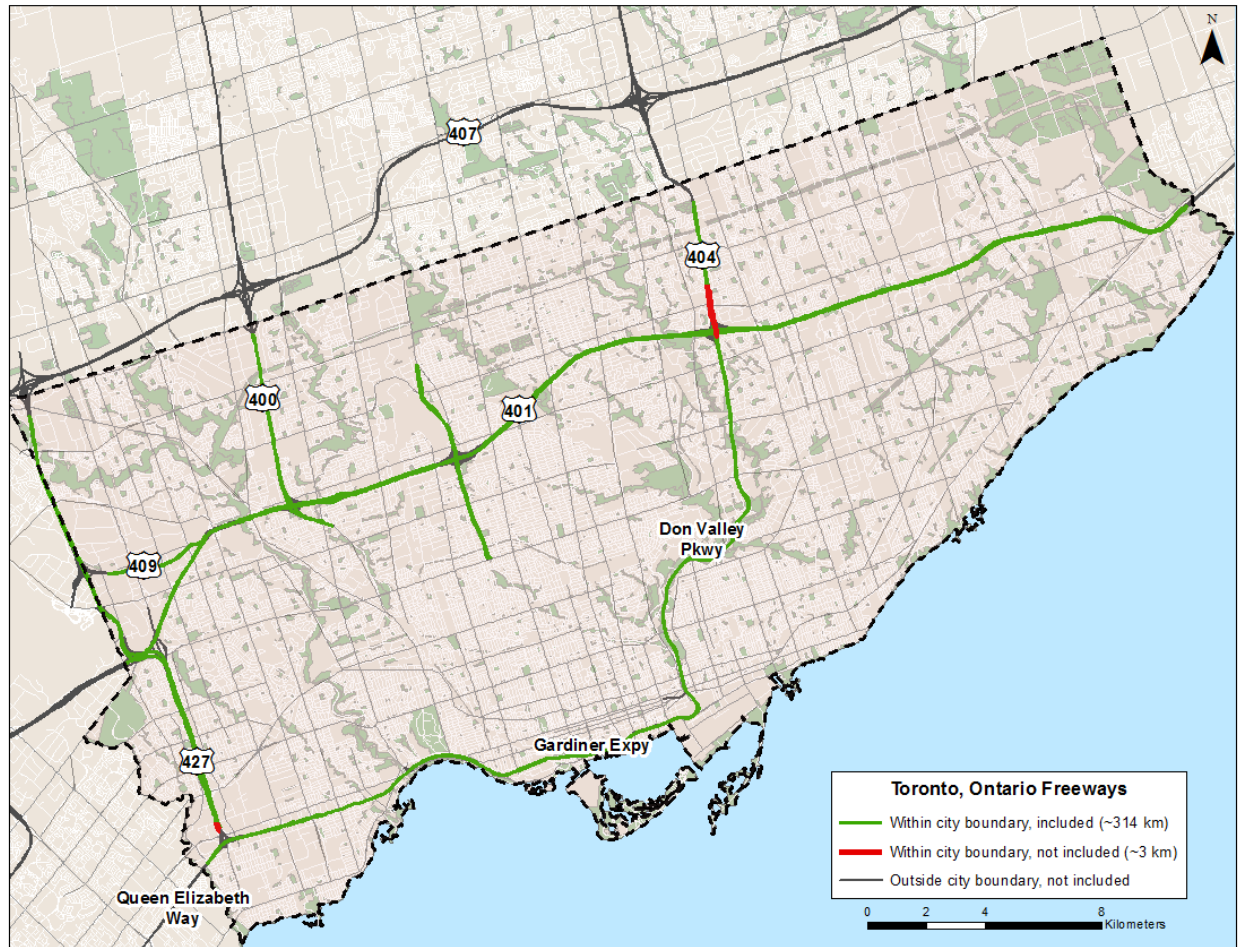 N
407
404
400
401
Don Valley
Pkwy
409
Gardiner Expy
427
Queen Elizabeth
Way
Toronto, Ontario Freeways
Within city boundary, included (~314 km)
Within city boundary, not included (~3 km)
Outside city boundary, not included
0 2 4 8
Kilometers